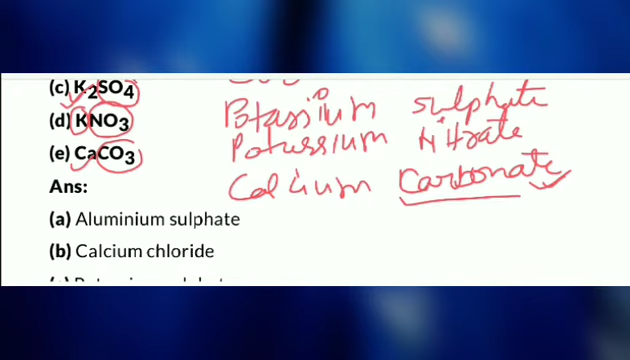 (c) K2SO4 Potassium sulphate
(d) KNO3 Potassium Nitrate
(e) CaCO3 Calcium Carbonate
Ans:
(a) Aluminium sulphate
(b) Calcium chloride